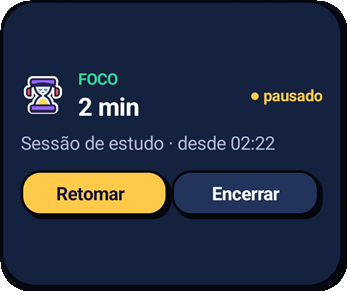 FOCO
2 min
• pausado
Sessão de estudo · desde 02:22
Retomar
Encerrar